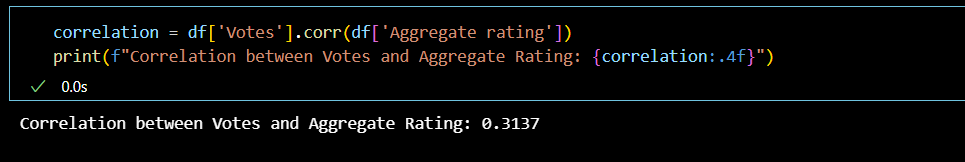 correlation = df['Votes'].corr(df['Aggregate rating'])
print(f"Correlation between Votes and Aggregate Rating: {correlation:.4f}")
✓ 0.0s
Correlation between Votes and Aggregate Rating: 0.3137